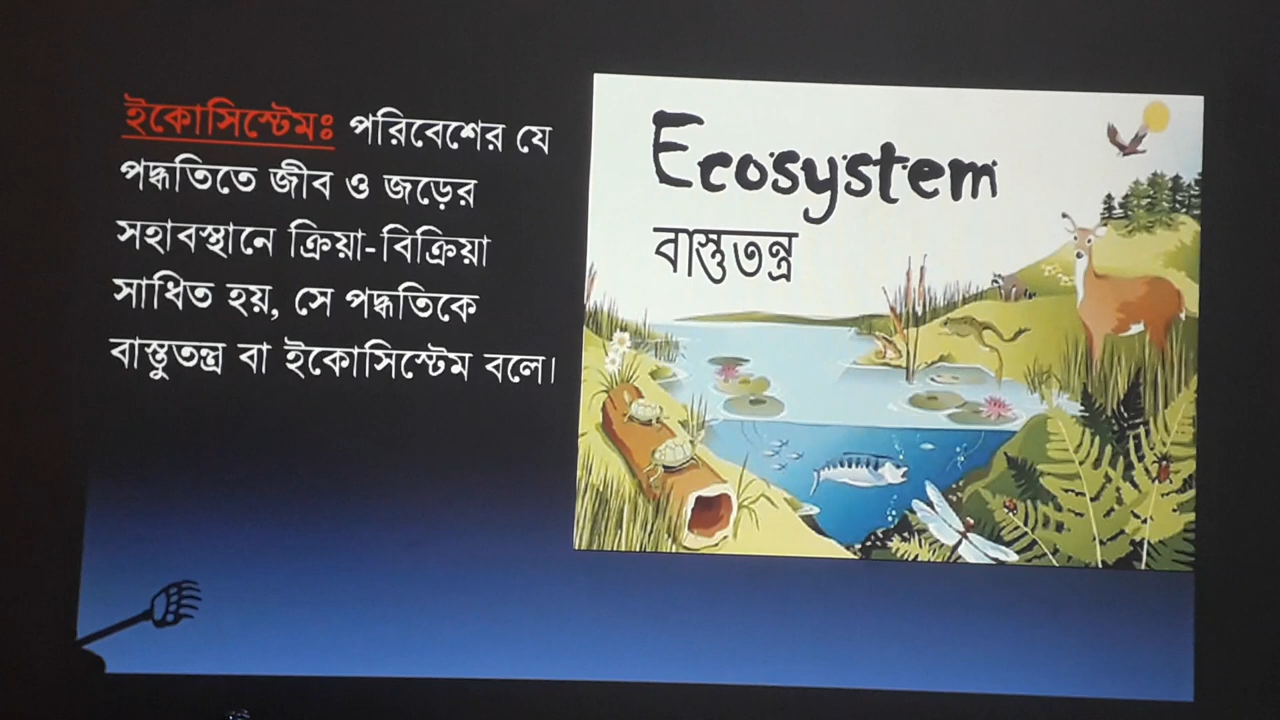 ইকোসিস্টেমঃ পরিবেশের যে
পদ্ধতিতে জীব ও জড়ের
সহাবস্থানে ক্রিয়া-বিক্রিয়া
সাধিত হয়, সে পদ্ধতিকে
বাস্তুতন্ত্র বা ইকোসিস্টেম বলে।
Ecosystem
বাস্তুতন্ত্র